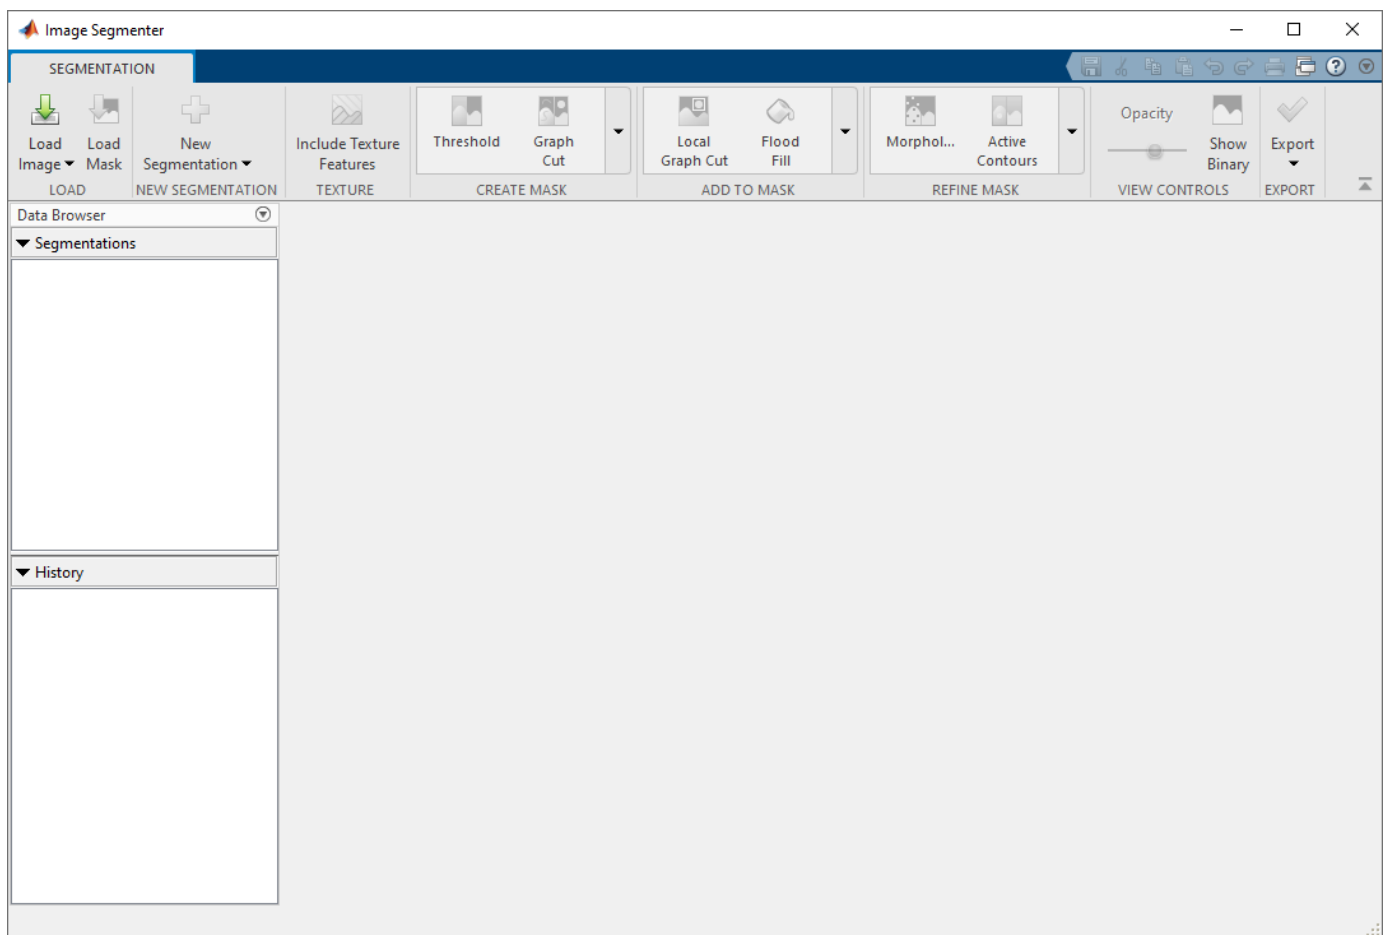 Image Segmenter
SEGMENTATION
?
Load Image
Load Mask
New Segmentation
Include Texture Features
Threshold
Graph Cut
Local Graph Cut
Flood Fill
Morphol...
Active Contours
Opacity
Show Binary
Export
LOAD
NEW SEGMENTATION
TEXTURE
CREATE MASK
ADD TO MASK
REFINE MASK
VIEW CONTROLS
EXPORT
Data Browser
Segmentations
History